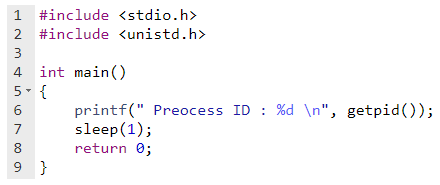 1 #include <stdio.h>
2 #include <unistd.h>
3
4 int main()
5 {
6     printf(" Preocess ID : %d \n", getpid());
7     sleep(1);
8     return 0;
9 }